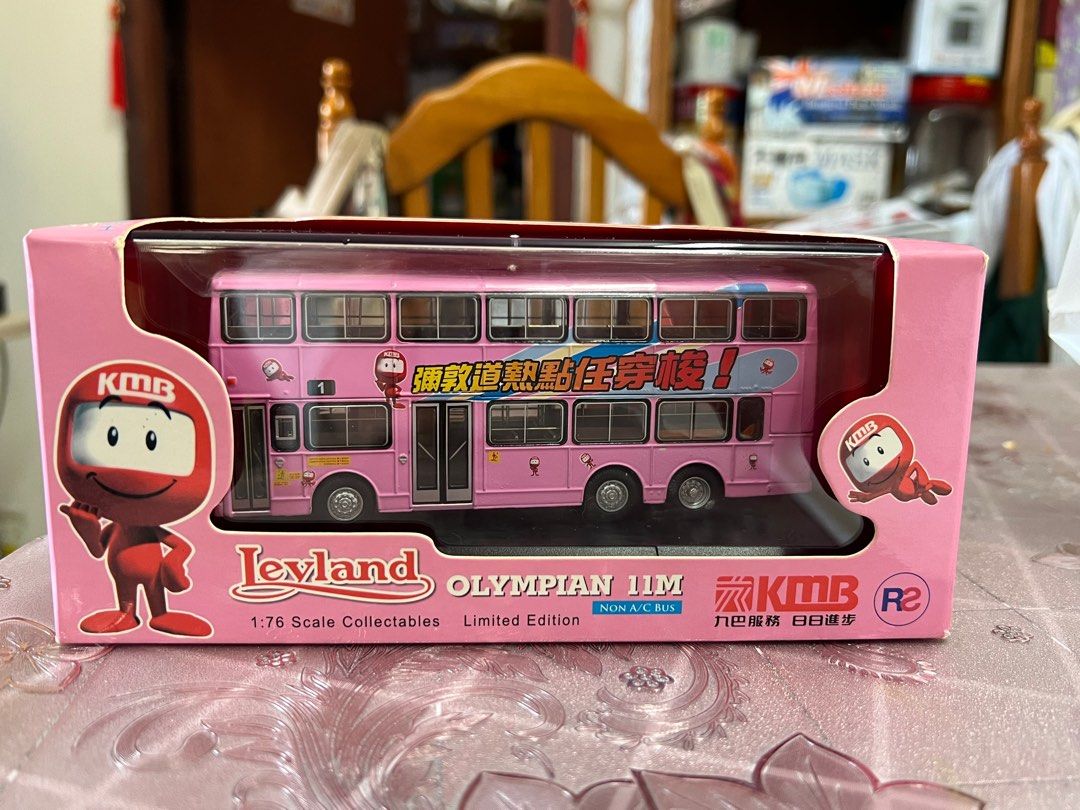 KMB
彌敦道熱點任穿梭！
1
KMB
KMB
Leyland
OLYMPIAN 11M
NON A/C BUS
1:76 Scale Collectables Limited Edition
KMB
九巴服務 日日進步
RS